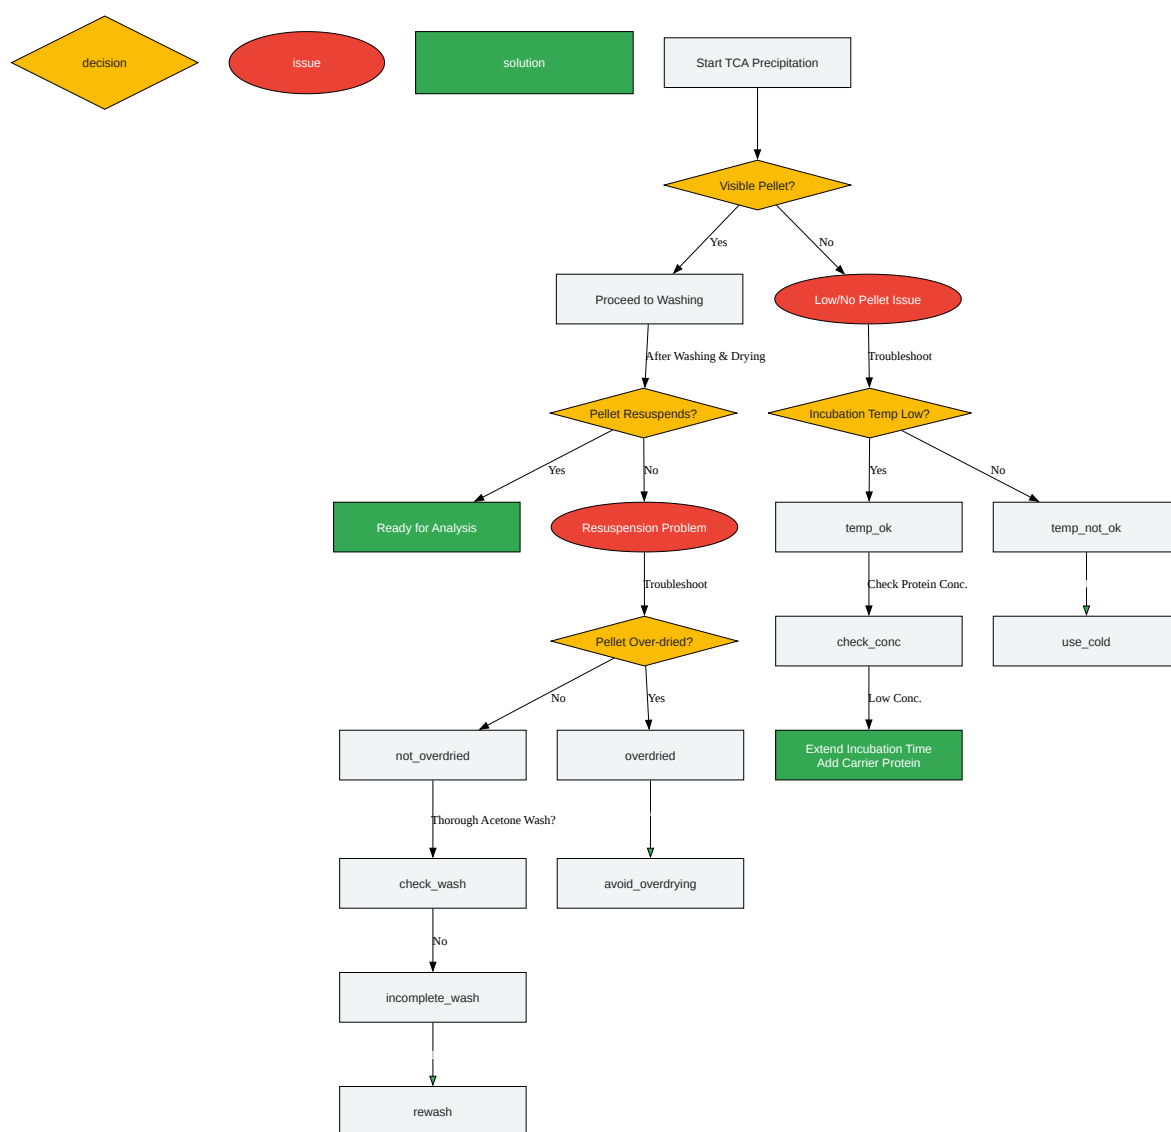 decision
issue
solution
Start TCA Precipitation
Visible Pellet?
Yes
No
Proceed to Washing
Low/No Pellet Issue
After Washing & Drying
Troubleshoot
Pellet Resuspends?
Incubation Temp Low?
Yes
No
Yes
No
Ready for Analysis
Resuspension Problem
temp_ok
temp_not_ok
Troubleshoot
Check Protein Conc.
Pellet Over-dried?
check_conc
use_cold
No
Yes
Low Conc.
not_overdried
overdried
Extend Incubation Time
Add Carrier Protein
Thorough Acetone Wash?
check_wash
avoid_overdrying
No
incomplete_wash
rewash